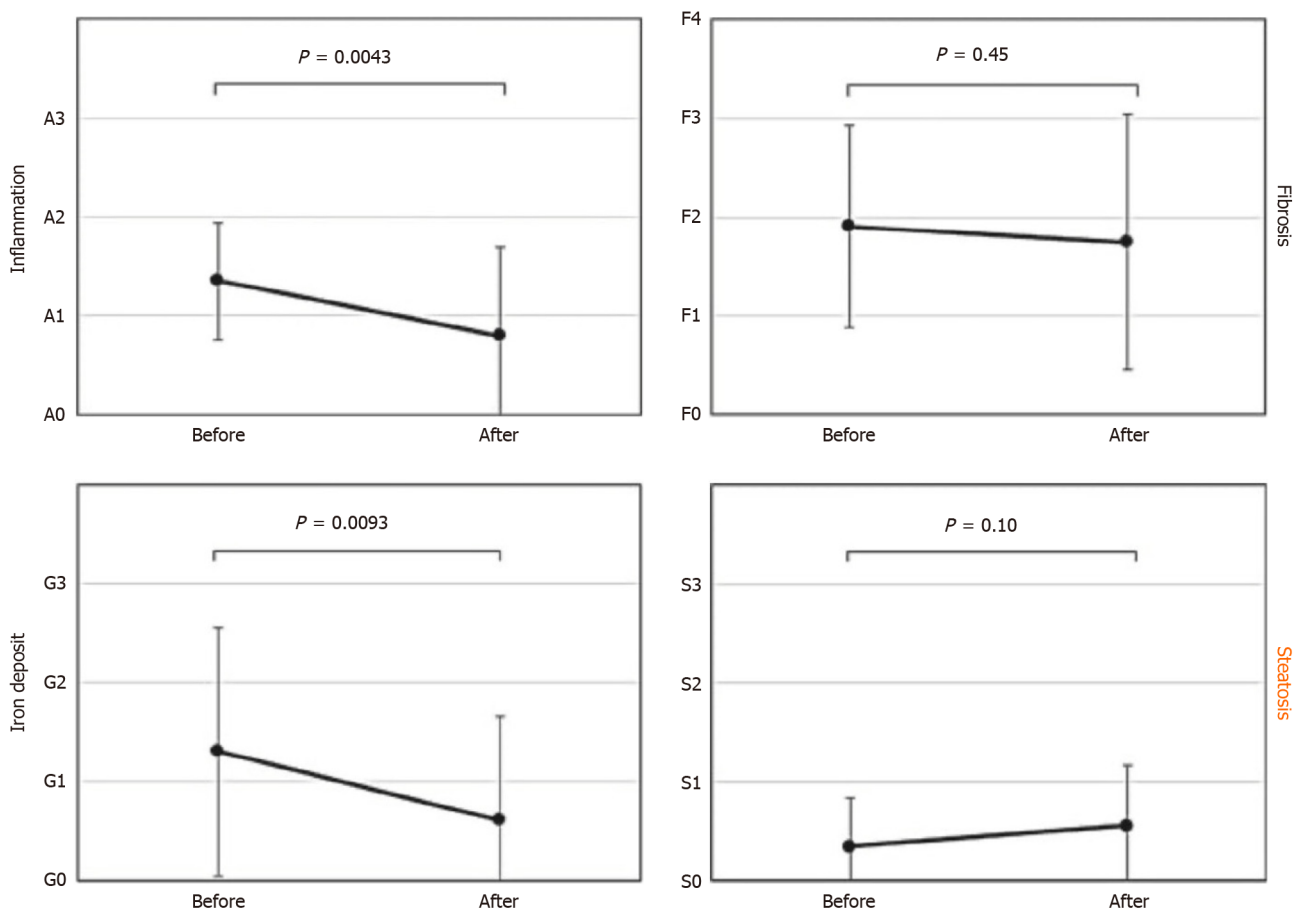 P = 0.0043
A3
A2
A1
A0
Inflammation
Before
After
F4
P = 0.45
F3
F2
F1
F0
Fibrosis
Before
After
P = 0.0093
G3
G2
G1
G0
Iron deposit
Before
After
P = 0.10
S3
S2
S1
S0
Steatosis
Before
After